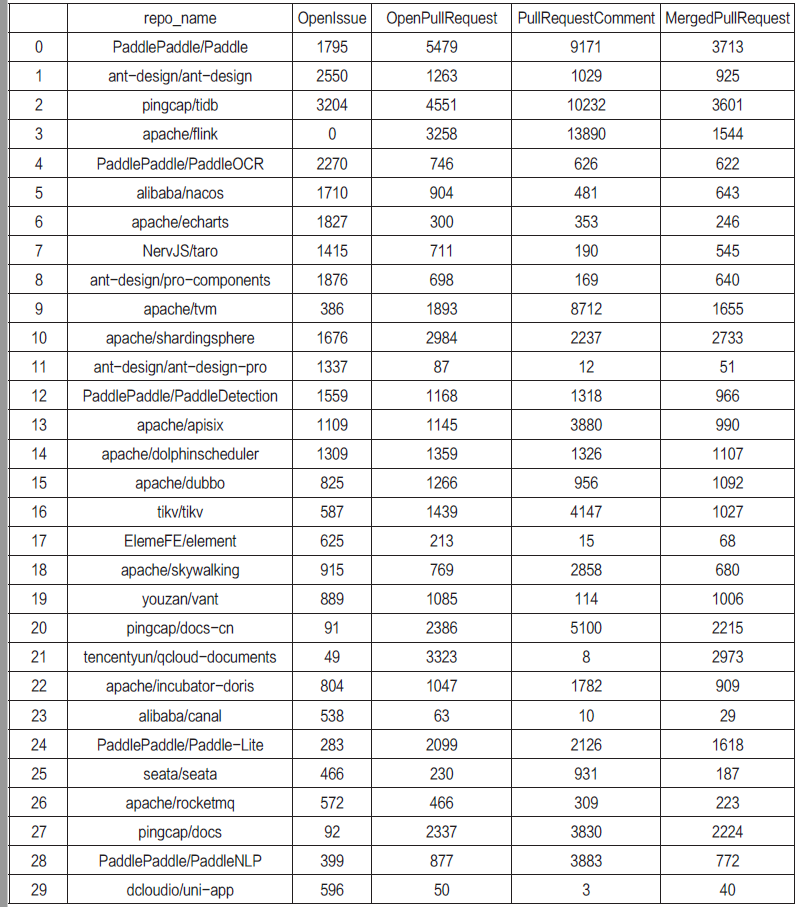 repo_name OpenIssue OpenPullRequest PullRequestComment MergedPullRequest
0 PaddlePaddle/Paddle 1795 5479 9171 3713
1 ant-design/ant-design 2550 1263 1029 925
2 pingcap/tidb 3204 4551 10232 3601
3 apache/flink 0 3258 13890 1544
4 PaddlePaddle/PaddleOCR 2270 746 626 622
5 alibaba/nacos 1710 904 481 643
6 apache/echarts 1827 300 353 246
7 NervJS/taro 1415 711 190 545
8 ant-design/pro-components 1876 698 169 640
9 apache/tvm 386 1893 8712 1655
10 apache/shardingsphere 1676 2984 2237 2733
11 ant-design/ant-design-pro 1337 87 12 51
12 PaddlePaddle/PaddleDetection 1559 1168 1318 966
13 apache/apisix 1109 1145 3880 990
14 apache/dolphinscheduler 1309 1359 1326 1107
15 apache/dubbo 825 1266 956 1092
16 tikv/tikv 587 1439 4147 1027
17 ElemeFE/element 625 213 15 68
18 apache/skywalking 915 769 2858 680
19 youzan/vant 889 1085 114 1006
20 pingcap/docs-cn 91 2386 5100 2215
21 tencentyun/qcloud-documents 49 3323 8 2973
22 apache/incubator-doris 804 1047 1782 909
23 alibaba/canal 538 63 10 29
24 PaddlePaddle/Paddle-Lite 283 2099 2126 1618
25 seata/seata 466 230 931 187
26 apache/rocketmq 572 466 309 223
27 pingcap/docs 92 2337 3830 2224
28 PaddlePaddle/PaddleNLP 399 877 3883 772
29 dcloudio/uni-app 596 50 3 40